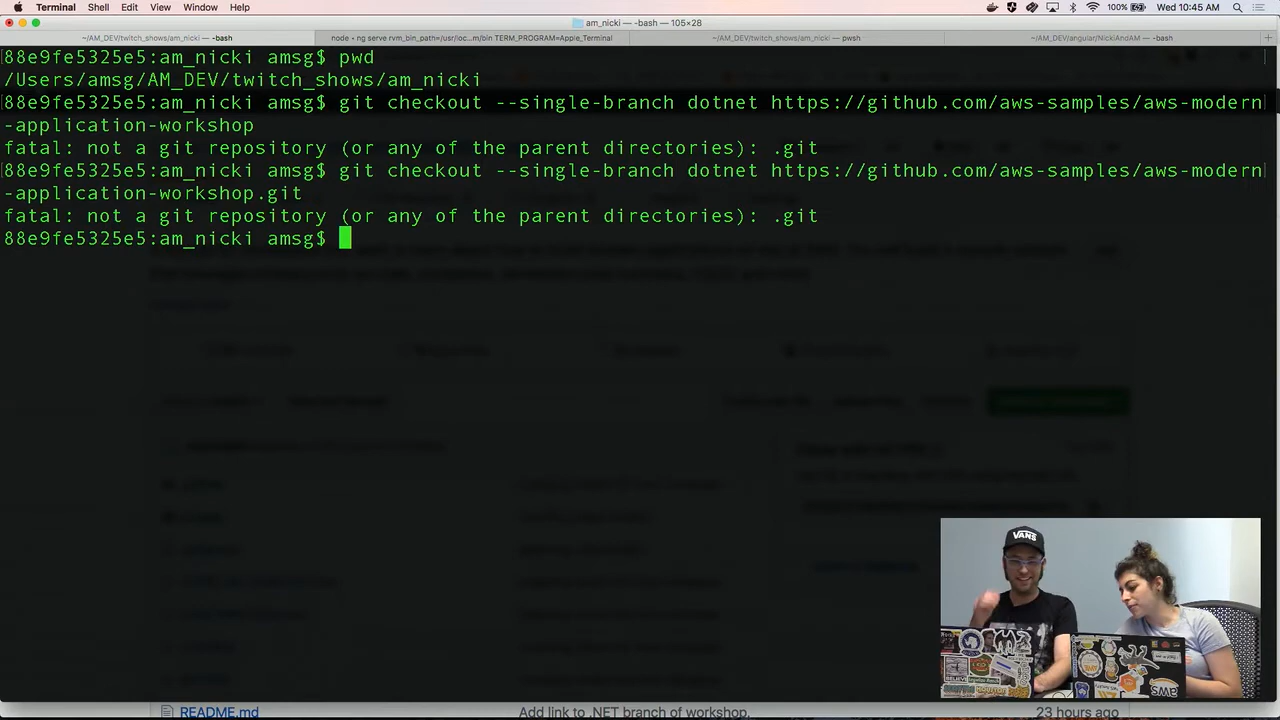 Terminal Shell Edit View Window Help 100% Wed 10:45 AM
am_nicki — -bash — 105×28
~/AM_DEV/twitch_shows/am_nicki — -bash
node • ng serve rvm_bin_path=/usr/loc...m/bin TERM_PROGRAM=Apple_Terminal
~/AM_DEV/twitch_shows/am_nicki — pwsh
~/AM_DEV/angular/NickiAndAM — -bash
88e9fe5325e5:am_nicki amsg$ pwd
/Users/amsg/AM_DEV/twitch_shows/am_nicki
88e9fe5325e5:am_nicki amsg$ git checkout --single-branch dotnet https://github.com/aws-samples/aws-modern
-application-workshop
fatal: not a git repository (or any of the parent directories): .git
88e9fe5325e5:am_nicki amsg$ git checkout --single-branch dotnet https://github.com/aws-samples/aws-modern
-application-workshop.git
fatal: not a git repository (or any of the parent directories): .git
88e9fe5325e5:am_nicki amsg$
VANS
aws
README.md Add link to .NET branch of workshop. 23 hours ago